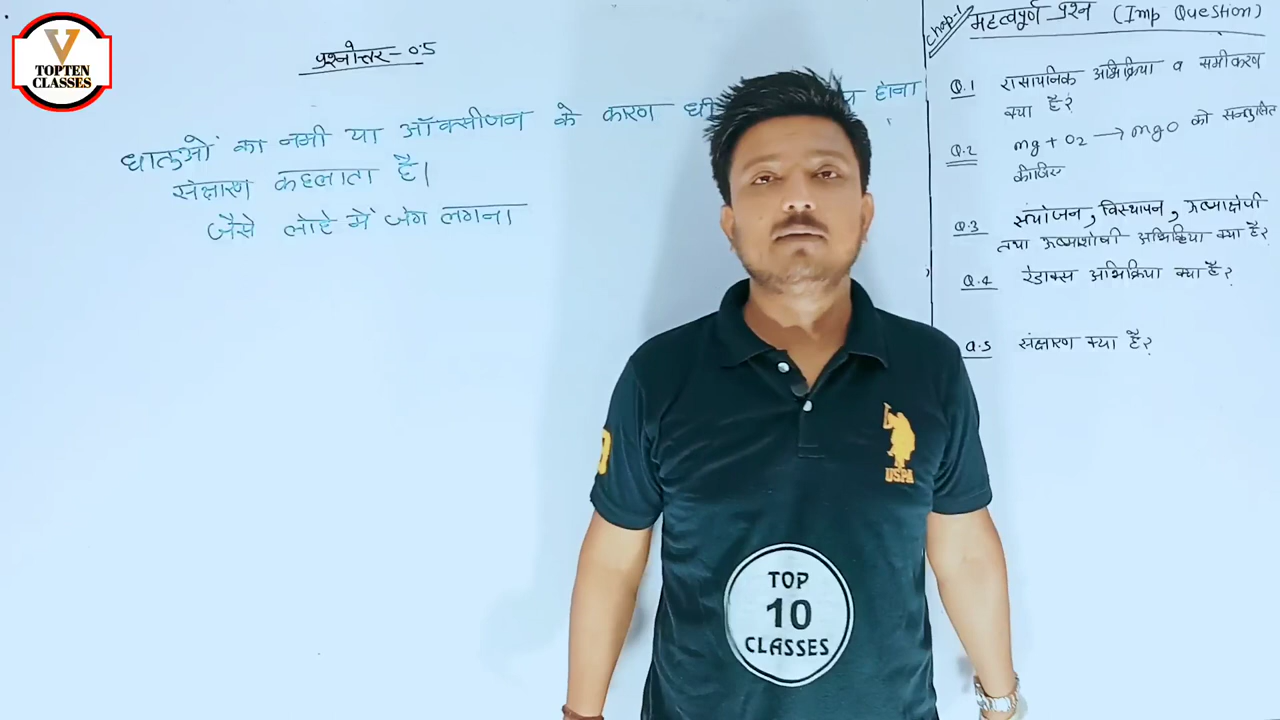 V
TOPTEN
CLASSES
प्रश्नोत्तर-05
धातुओं का नमी या ऑक्सीजन के कारण होना
संक्षारण कहलाता है।
जैसे लोहे में जंग लगना
Chap-1
महत्वपूर्ण प्रश्न (Imp Question)
Q.1 रासायनिक अभिक्रिया व समीकरण
क्या है?
Q.2 mg + O2 → mgO को सन्तुलित
कीजिए
Q.3 संयोजन, विस्थापन, ऊष्माक्षेपी
तथा ऊष्माशोषी अभिक्रिया क्या है?
Q.4 रेडाक्स अभिक्रिया क्या है?
Q.5 संक्षारण क्या है?
USPA
TOP
10
CLASSES